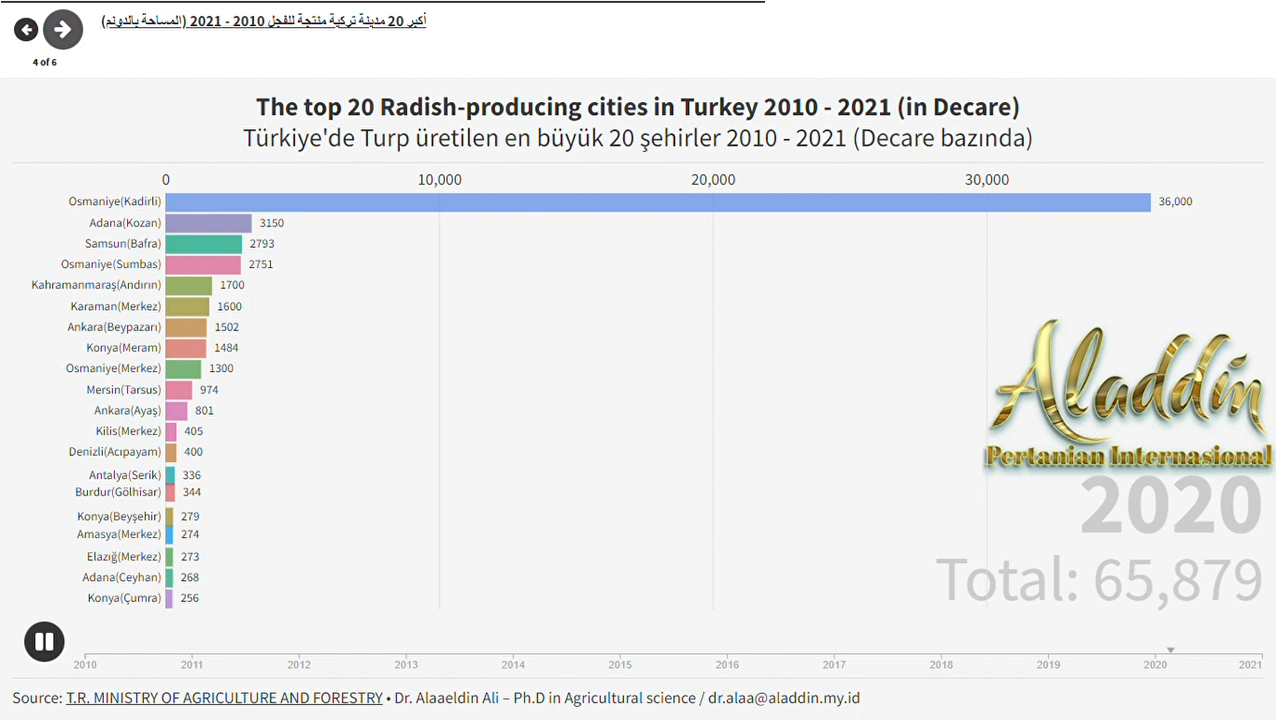 أكبر 20 مدينة تركية منتجة للفجل 2010 - 2021 (المساحة بالدونم)
4 of 6
The top 20 Radish-producing cities in Turkey 2010 - 2021 (in Decare)
Türkiye'de Turp üretilen en büyük 20 şehirler 2010 - 2021 (Decare bazında)
0 10,000 20,000 30,000
Osmaniye(Kadirli) 36,000
Adana(Kozan) 3150
Samsun(Bafra) 2793
Osmaniye(Sumbas) 2751
Kahramanmaraş(Andırın) 1700
Karaman(Merkez) 1600
Ankara(Beypazarı) 1502
Konya(Meram) 1484
Osmaniye(Merkez) 1300
Mersin(Tarsus) 974
Ankara(Ayaş) 801
Kilis(Merkez) 405
Denizli(Acıpayam) 400
Antalya(Serik) 336
Burdur(Gölhisar) 344
Konya(Beyşehir) 279
Amasya(Merkez) 274
Elazığ(Merkez) 273
Adana(Ceyhan) 268
Konya(Çumra) 256
Aladdin
Pertanian Internasional
2020
Total: 65,879
2010 2011 2012 2013 2014 2015 2016 2017 2018 2019 2020 2021
Source: T.R. MINISTRY OF AGRICULTURE AND FORESTRY • Dr. Alaaeldin Ali – Ph.D in Agricultural science / dr.alaa@aladdin.my.id